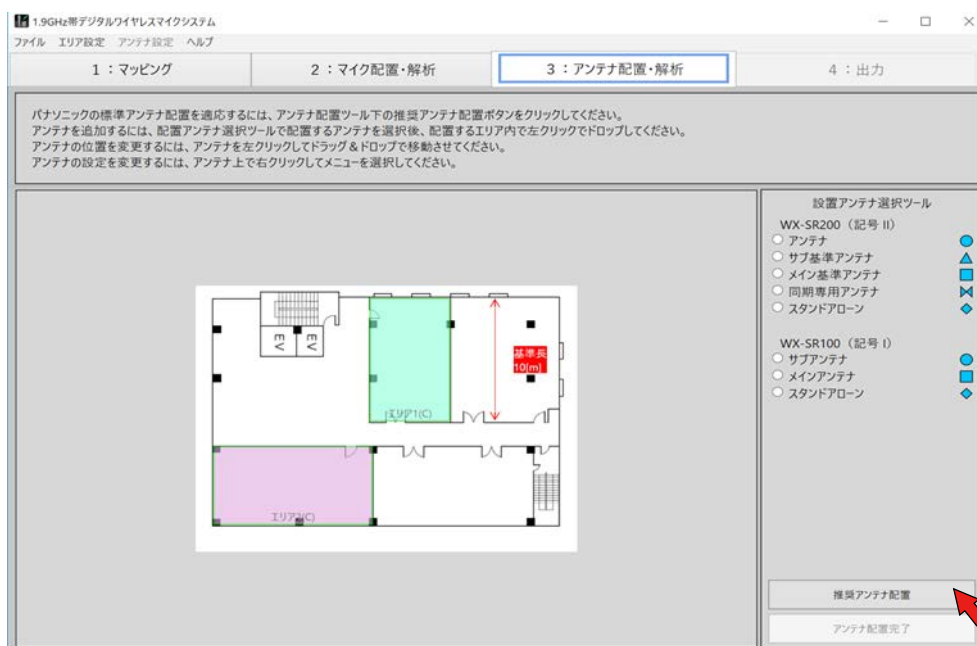 1.9GHz帯デジタルワイヤレスマイクシステム
ファイル エリア設定 アンテナ設定 ヘルプ
1：マッピング 2：マイク配置・解析 3：アンテナ配置・解析 4：出力
パナソニックの標準アンテナ配置を適応するには、アンテナ配置ツール下の推奨アンテナ配置ボタンをクリックしてください。
アンテナを追加するには、配置アンテナ選択ツールで配置するアンテナを選択後、配置するエリア内で左クリックでドロップしてください。
アンテナの位置を変更するには、アンテナを左クリックしてドラッグ＆ドロップで移動させてください。
アンテナの設定を変更するには、アンテナ上で右クリックしてメニューを選択してください。
EV EV
基準長
10(m)
エリア1(C)
エリア2(C)
設置アンテナ選択ツール
WX-SR200（記号 II）
アンテナ
サブ基準アンテナ
メイン基準アンテナ
同期専用アンテナ
スタンドアローン
WX-SR100（記号 I）
サブアンテナ
メインアンテナ
スタンドアローン
推奨アンテナ配置
アンテナ配置完了